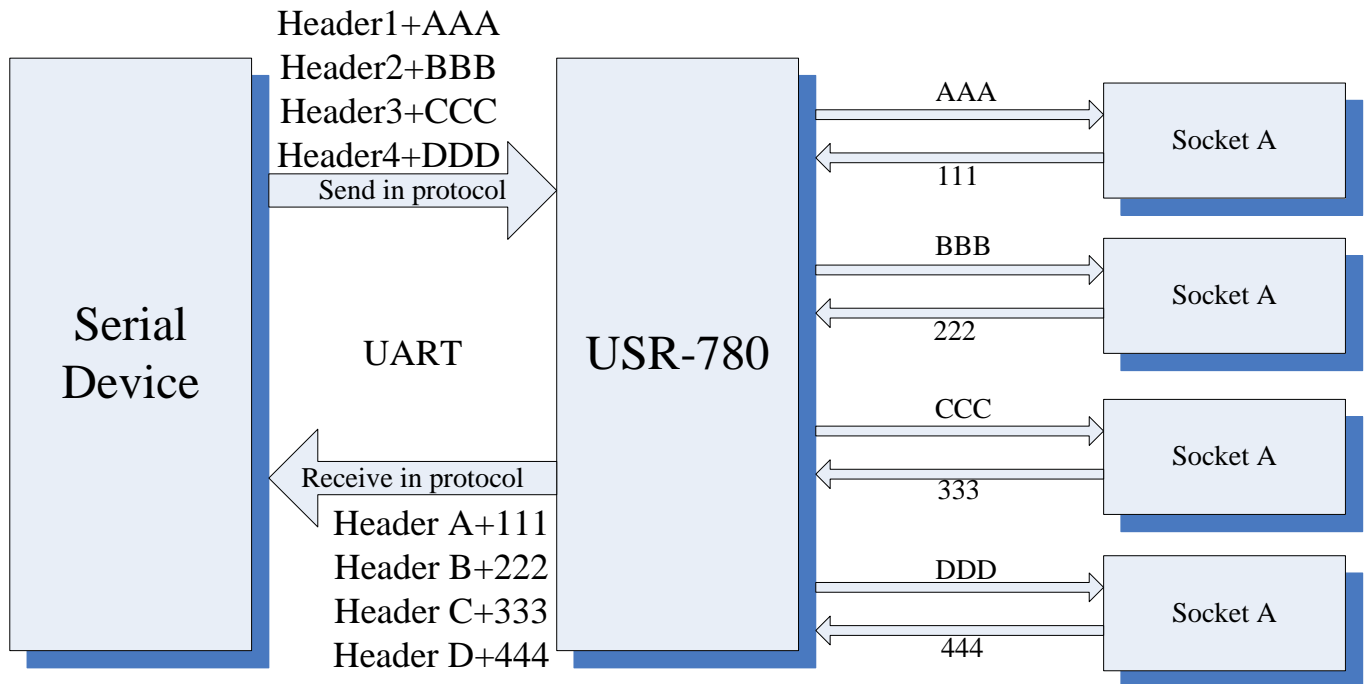 Header1+AAA
Header2+BBB
Header3+CCC
Header4+DDD
Send in protocol
Serial
Device
UART
Receive in protocol
Header A+111
Header B+222
Header C+333
Header D+444
USR-780
AAA
111
Socket A
BBB
222
Socket A
CCC
333
Socket A
DDD
444
Socket A